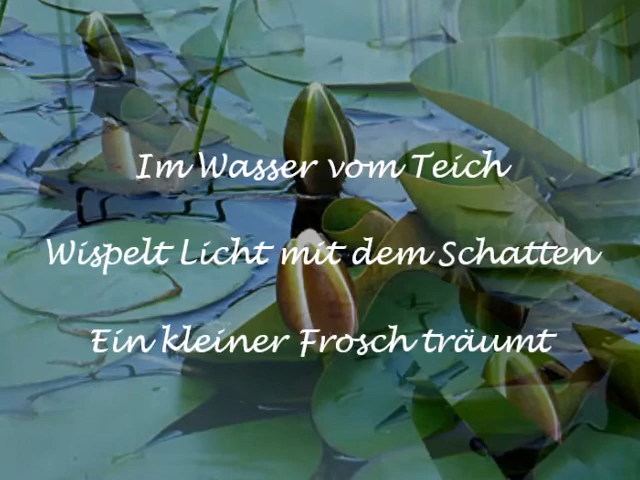 Im Wasser vom Teich
Wispelt Licht mit dem Schatten
Ein kleiner Frosch träumt